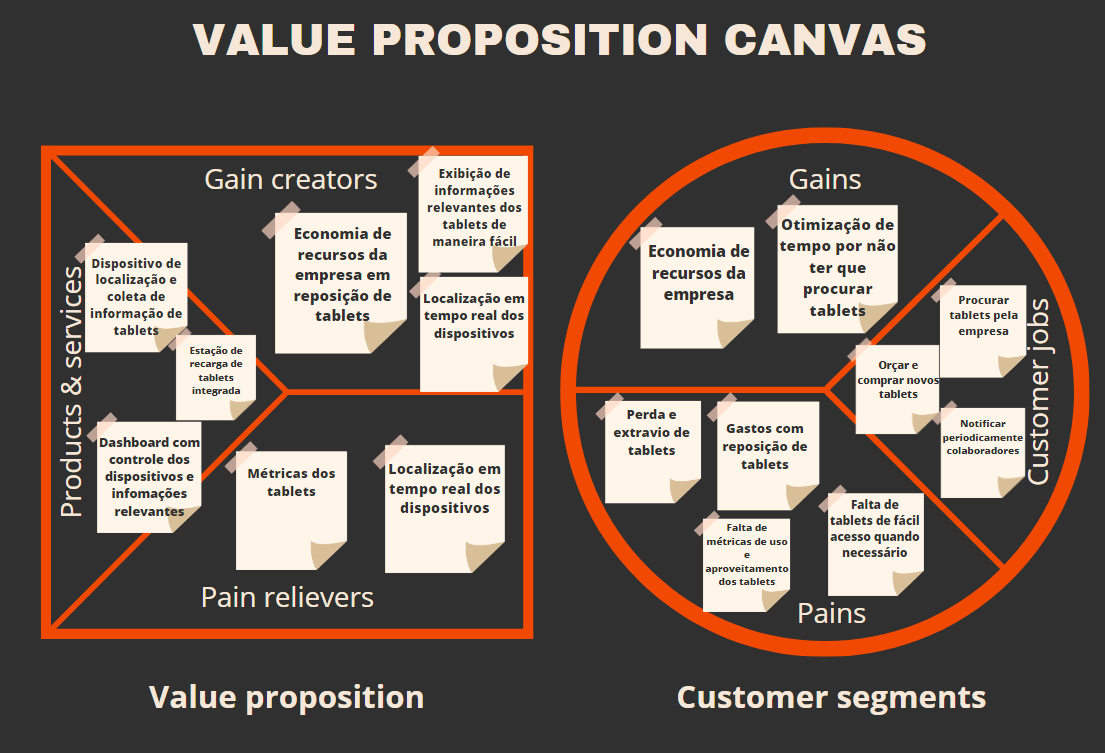 VALUE PROPOSITION CANVAS
Gain creators
Exibição de
informações
relevantes dos
tablets de
maneira fácil
Economia de
recursos da
empresa em
reposição de
tablets
Localização em
tempo real dos
dispositivos
Products & services
Dispositivo de
localização e
coleta de
informação de
tablets
Estação de
recarga de
tablets
integrada
Dashboard com
controle dos
dispositivos e
infomações
relevantes
Métricas dos
tablets
Localização em
tempo real dos
dispositivos
Pain relievers
Value proposition
Gains
Economia de
recursos da
empresa
Otimização de
tempo por não
ter que
procurar
tablets
Customer jobs
Procurar
tablets pela
empresa
Orçar e
comprar novos
tablets
Notificar
periodicamente
colaboradores
Perda e
extravio de
tablets
Gastos com
reposição de
tablets
Falta de
métricas de uso
e
aproveitamento
dos tablets
Falta de
tablets de fácil
acesso quando
necessário
Pains
Customer segments